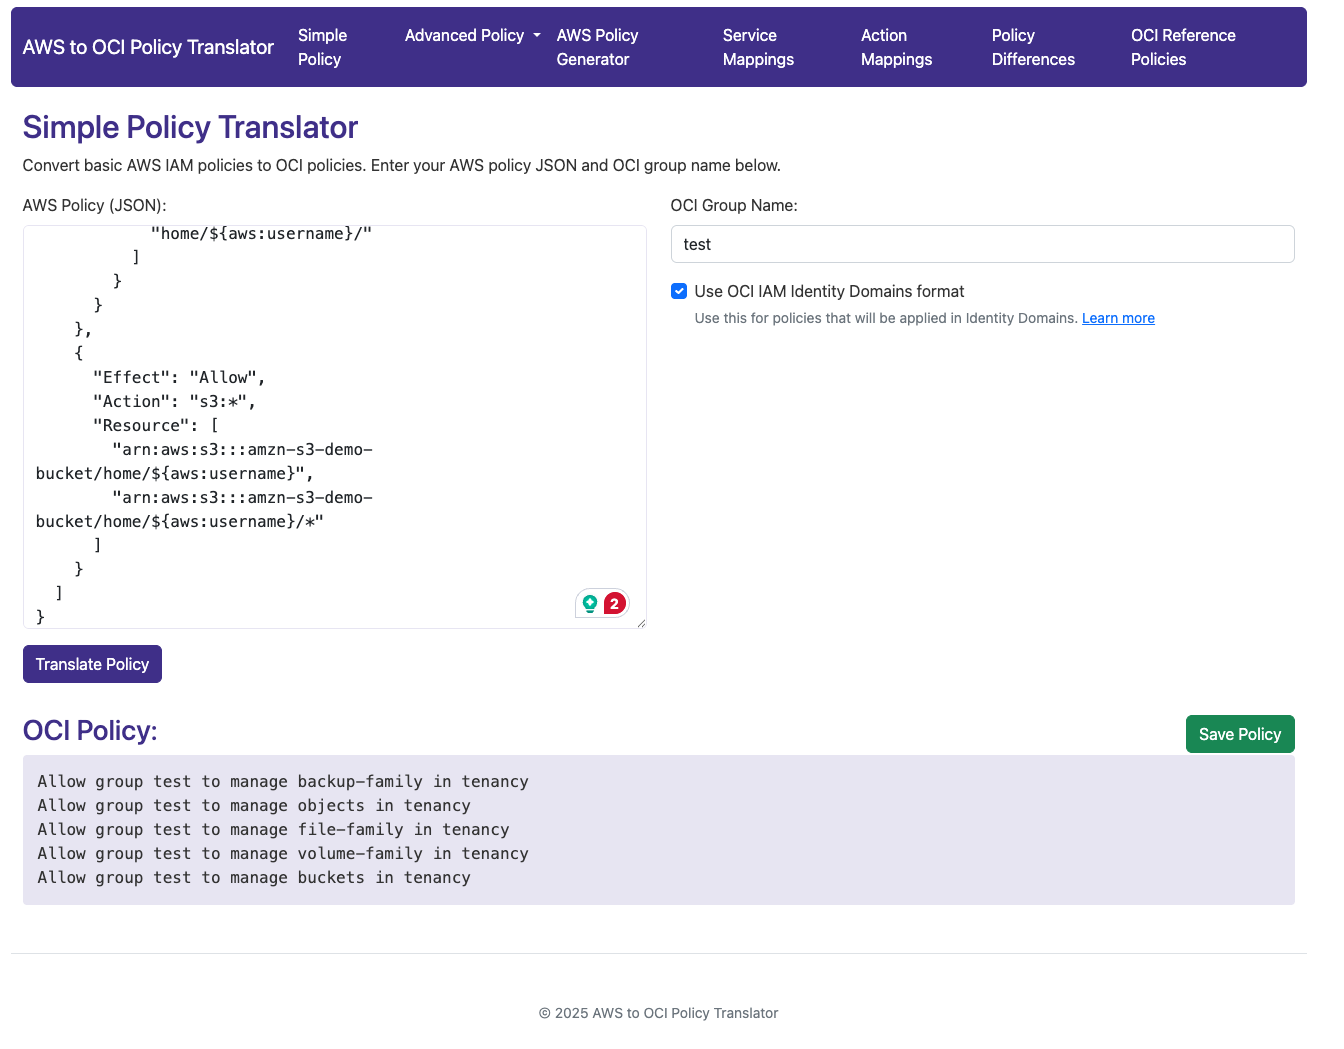 AWS to OCI Policy Translator
Simple
Policy
Advanced Policy
AWS Policy
Generator
Service
Mappings
Action
Mappings
Policy
Differences
OCI Reference
Policies
Simple Policy Translator
Convert basic AWS IAM policies to OCI policies. Enter your AWS policy JSON and OCI group name below.
AWS Policy (JSON):
            "home/${aws:username}/"
          ]
        }
      }
    },
    {
      "Effect": "Allow",
      "Action": "s3:*",
      "Resource": [
        "arn:aws:s3:::amzn-s3-demo-
bucket/home/${aws:username}",
        "arn:aws:s3:::amzn-s3-demo-
bucket/home/${aws:username}/*"
      ]
    }
  ]
}
2
OCI Group Name:
test
Use OCI IAM Identity Domains format
Use this for policies that will be applied in Identity Domains. Learn more
Translate Policy
OCI Policy:
Save Policy
Allow group test to manage backup-family in tenancy
Allow group test to manage objects in tenancy
Allow group test to manage file-family in tenancy
Allow group test to manage volume-family in tenancy
Allow group test to manage buckets in tenancy
© 2025 AWS to OCI Policy Translator